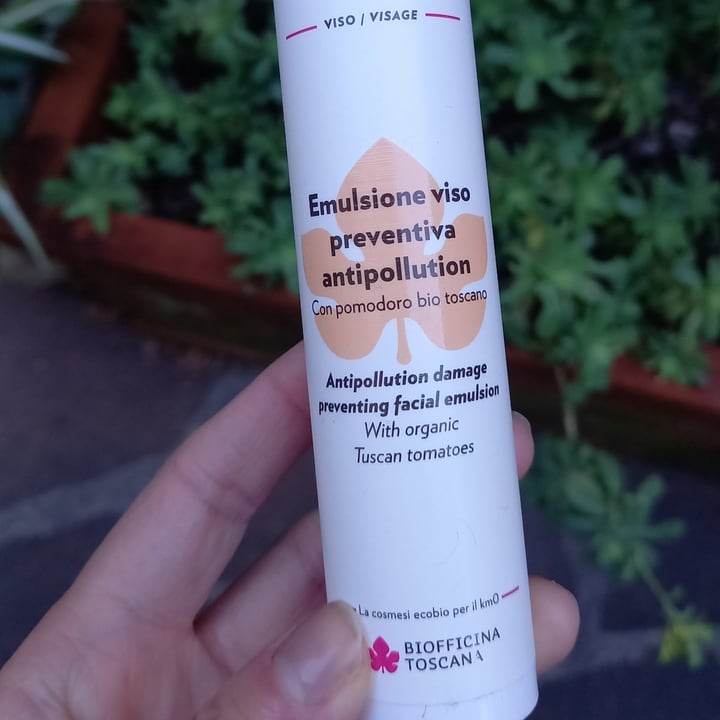 VISO / VISAGE
Emulsione viso
preventiva
antipollution
Con pomodoro bio toscano
Antipollution damage
preventing facial emulsion
With organic
Tuscan tomatoes
La cosmesi ecobio per il km0
BIOFFICINA
TOSCANA